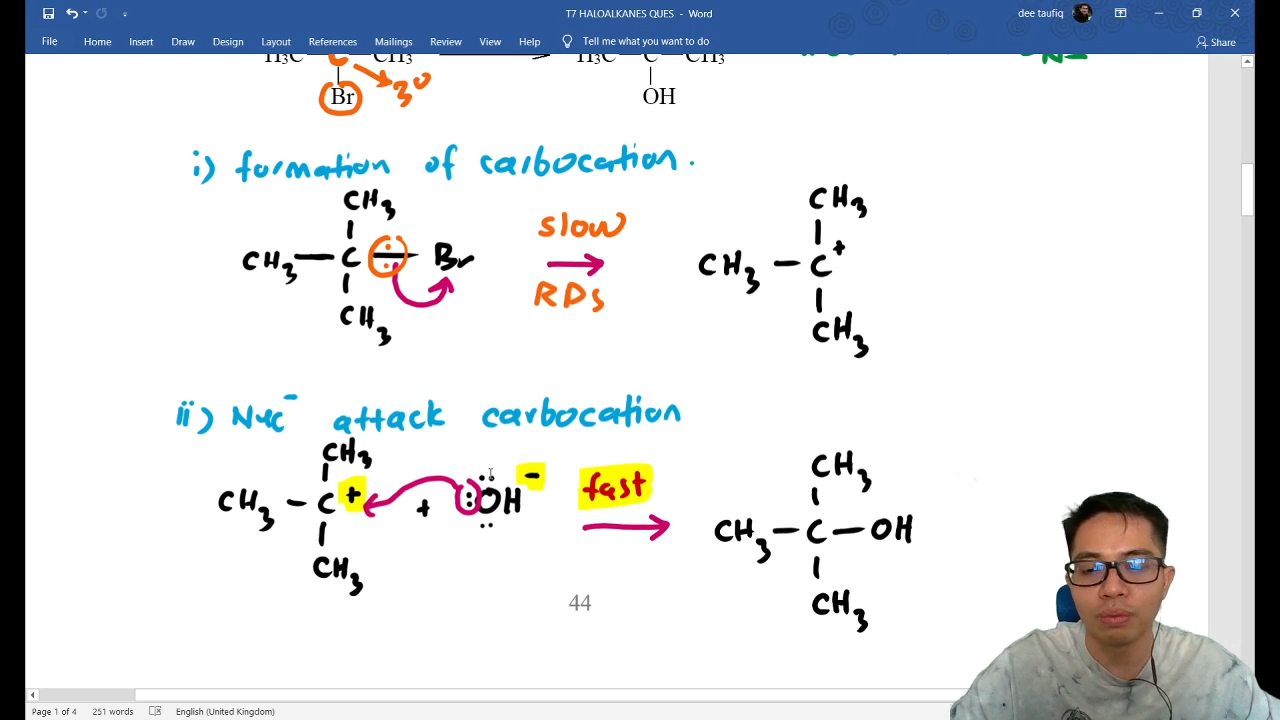 T7 HALOALKANES QUES - Word
dee taufiq
File Home Insert Draw Design Layout References Mailings Review View Help Tell me what you want to do Share
H3C C CH3 H3C C CH3
Br 3° OH
i) formation of carbocation.
CH3 CH3
CH3 — C — Br slow CH3 — C+
RDS
CH3 CH3
ii) Nuc- attack carbocation
CH3 CH3
CH3 — C + + :OH - fast CH3 — C — OH
CH3 CH3
44
Page 1 of 4 251 words English (United Kingdom)